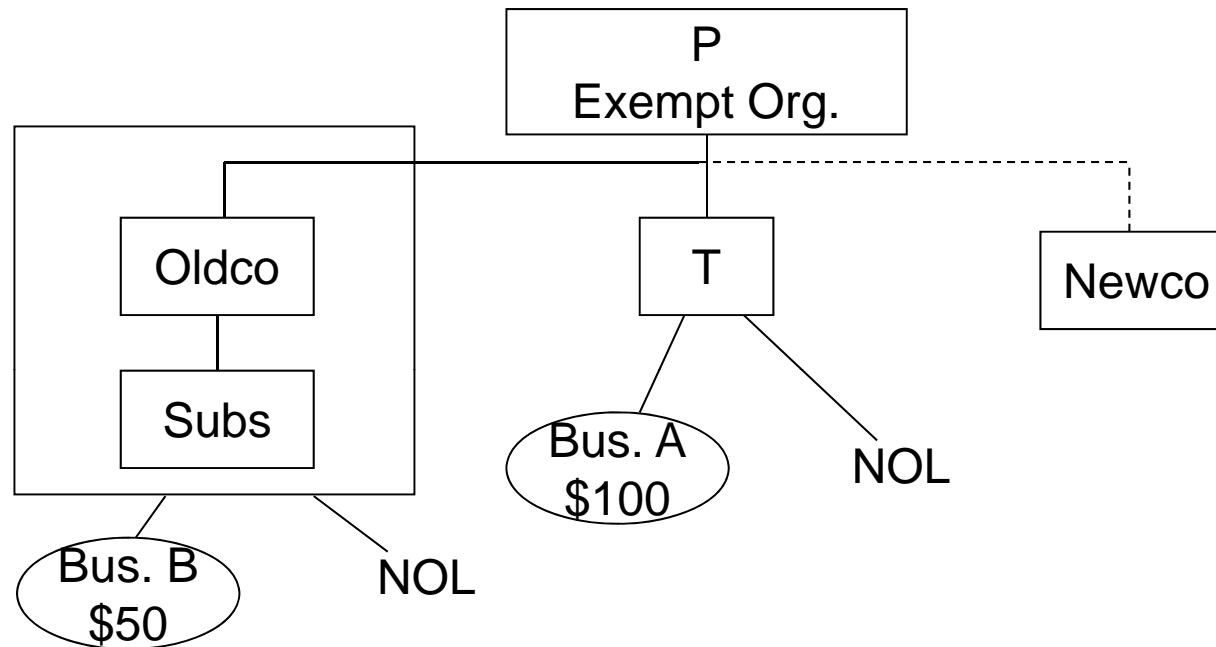 P
Exempt Org.
Oldco
T
Newco
Subs
Bus. A
$100
NOL
Bus. B
$50
NOL